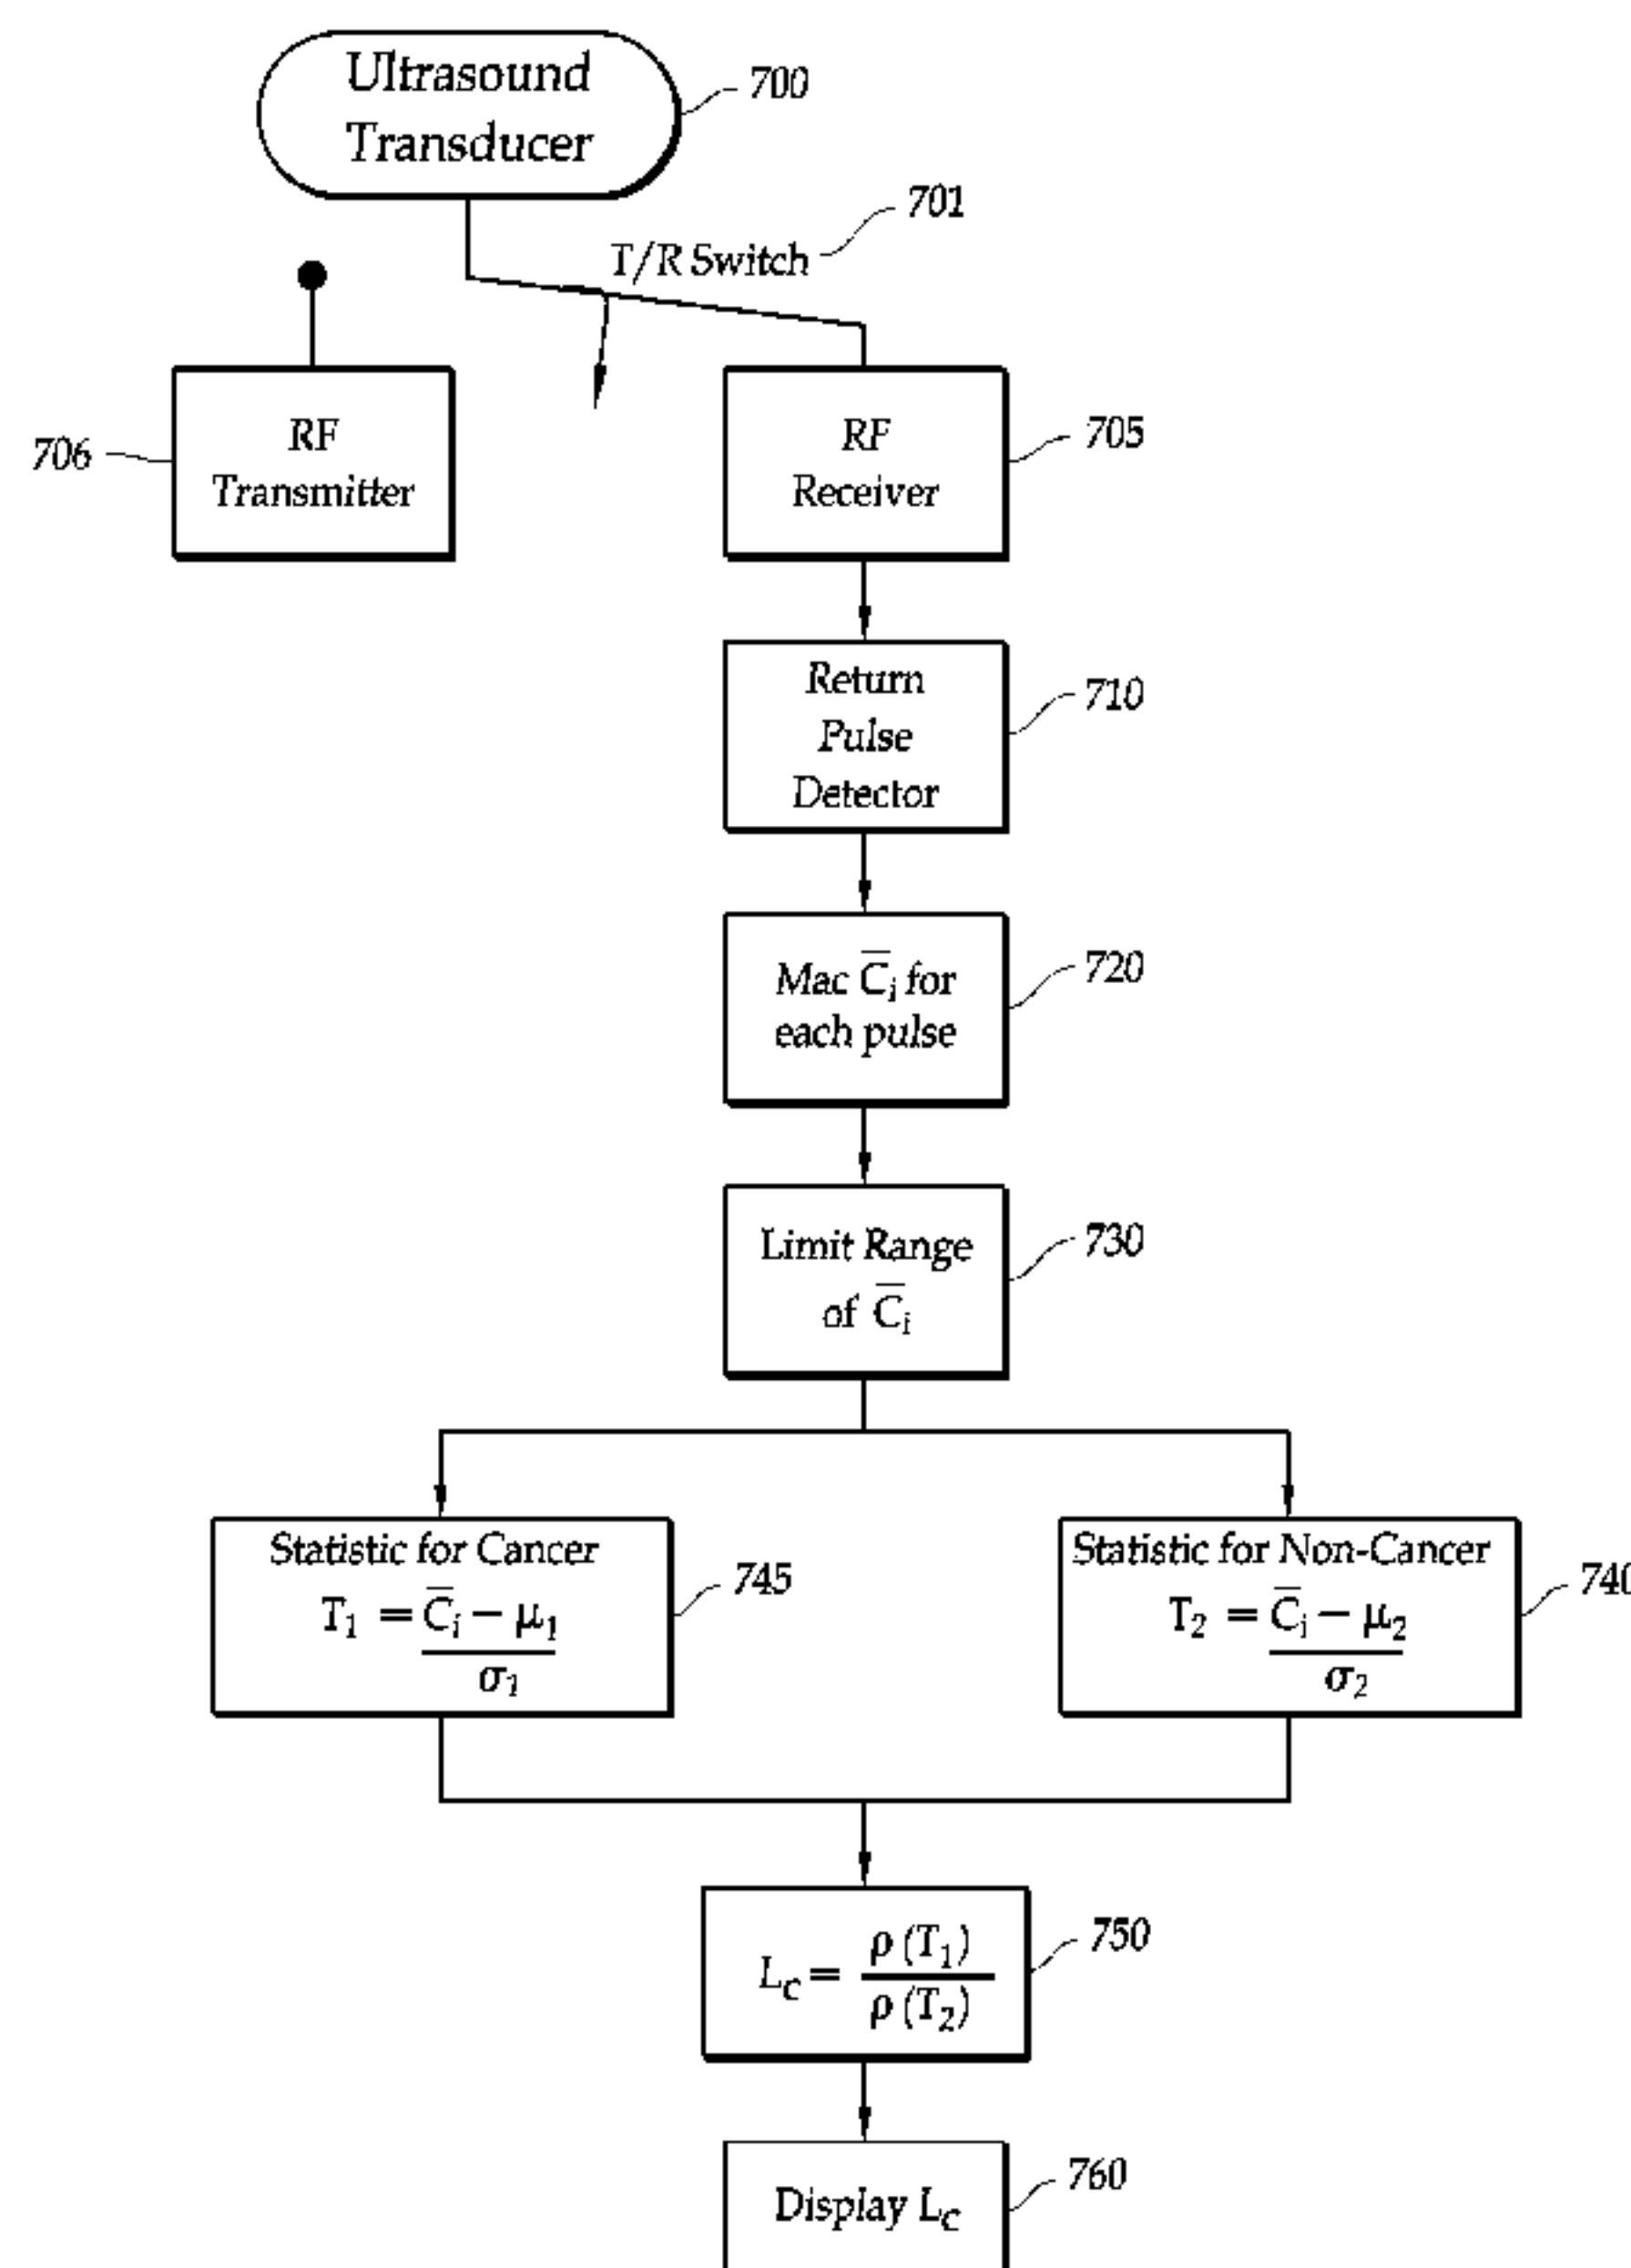 Ultrasound
Transducer
700
701
T/R Switch
RF
Transmitter
706
RF
Receiver
705
Return
Pulse
Detector
710
Mac C̅ᵢ for
each pulse
720
Limit Range
of C̅ᵢ
730
Statistic for Cancer
T₁ = C̅ᵢ − μ₁
σ₁
745
Statistic for Non-Cancer
T₂ = C̅ᵢ − μ₂
σ₂
740
L_C = ρ (T₁)
ρ (T₂)
750
Display L_C
760